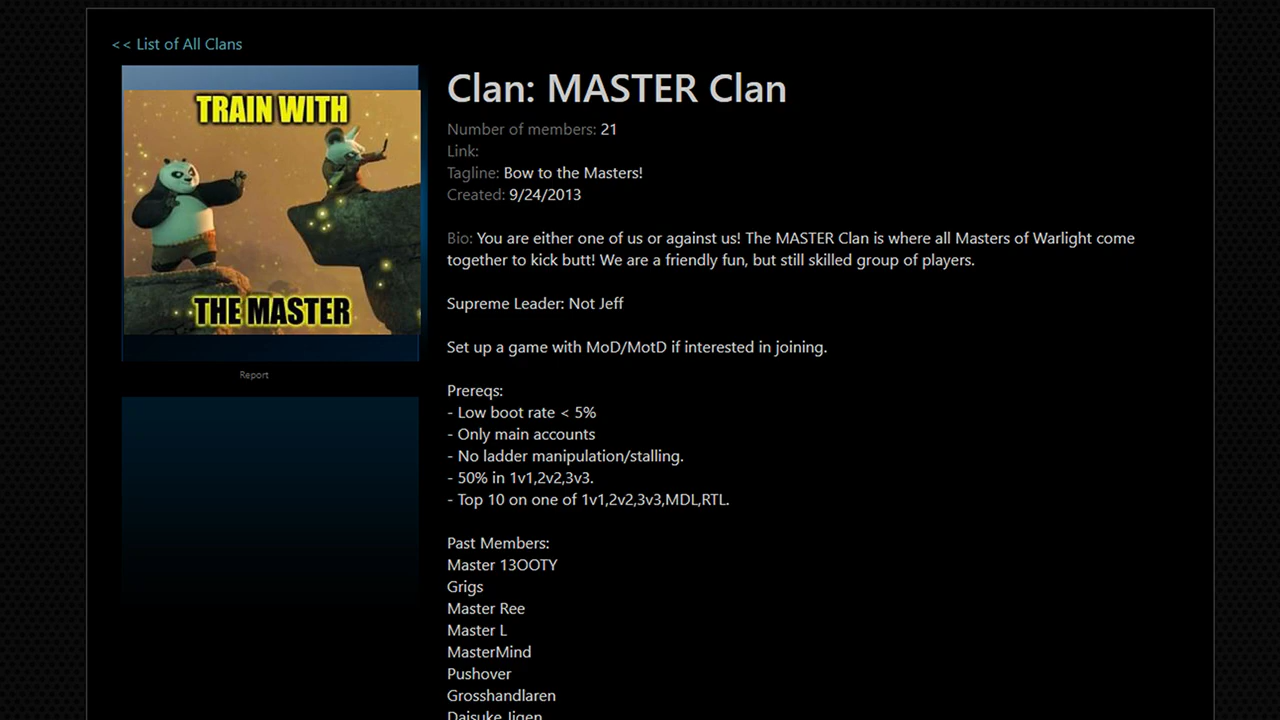 << List of All Clans
TRAIN WITH
THE MASTER
Report
Clan: MASTER Clan
Number of members: 21
Link:
Tagline: Bow to the Masters!
Created: 9/24/2013
Bio: You are either one of us or against us! The MASTER Clan is where all Masters of Warlight come
together to kick butt! We are a friendly fun, but still skilled group of players.
Supreme Leader: Not Jeff
Set up a game with MoD/MotD if interested in joining.
Prereqs:
- Low boot rate < 5%
- Only main accounts
- No ladder manipulation/stalling.
- 50% in 1v1,2v2,3v3.
- Top 10 on one of 1v1,2v2,3v3,MDL,RTL.
Past Members:
Master 13OOTY
Grigs
Master Ree
Master L
MasterMind
Pushover
Grosshandlaren
Daisuke Jigen